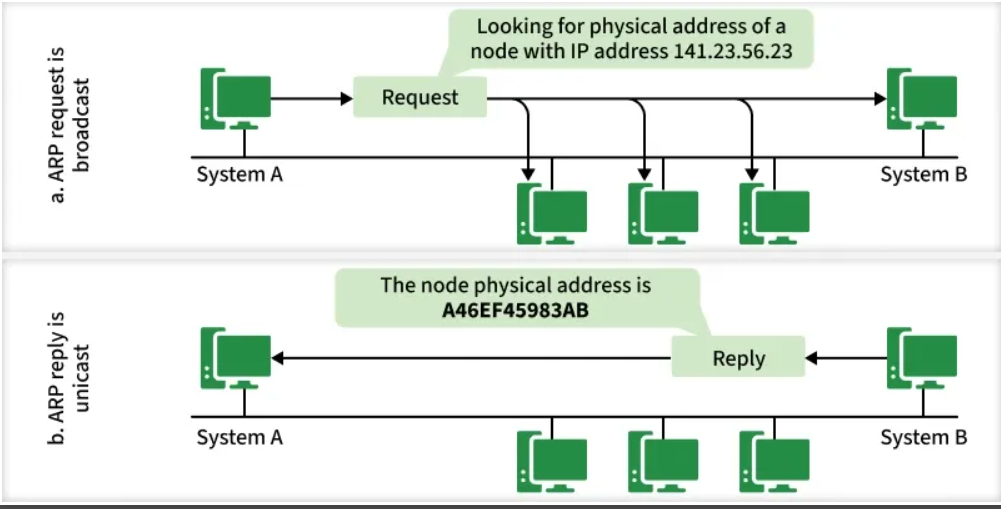 a. ARP request is
broadcast
Looking for physical address of a
node with IP address 141.23.56.23
Request
System A
System B
b. ARP reply is
unicast
The node physical address is
A46EF45983AB
Reply
System A
System B